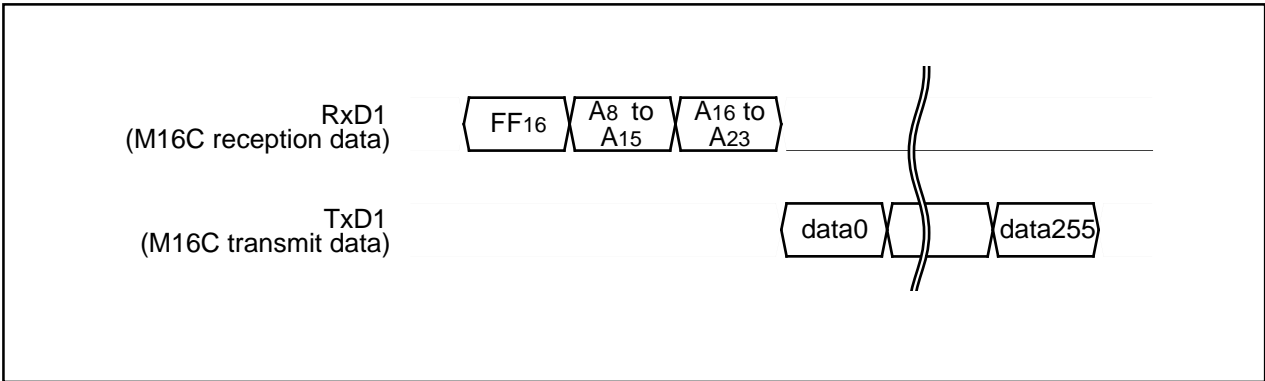 RxD1
(M16C reception data)
FF16
A8 to
A15
A16 to
A23
TxD1
(M16C transmit data)
data0
data255